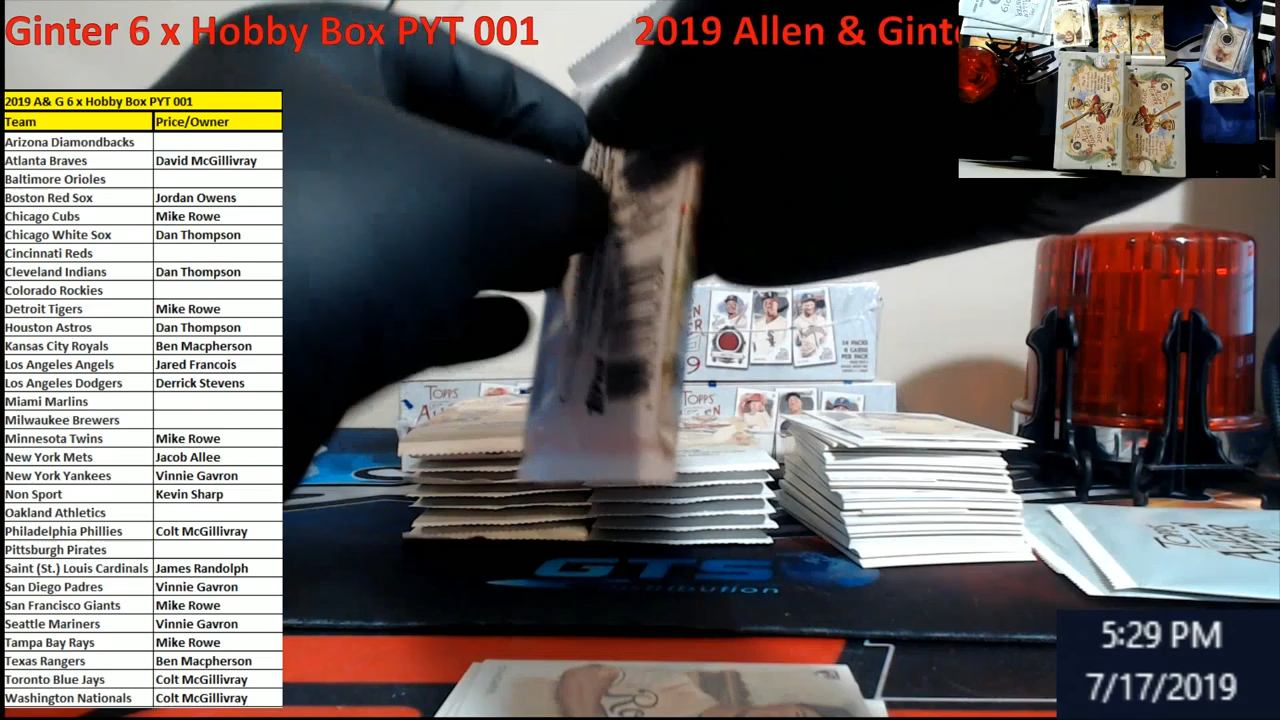 Ginter 6 x Hobby Box PYT 001 2019 Allen & Ginte
2019 A& G 6 x Hobby Box PYT 001
Team Price/Owner
Arizona Diamondbacks
Atlanta Braves David McGillivray
Baltimore Orioles
Boston Red Sox Jordan Owens
Chicago Cubs Mike Rowe
Chicago White Sox Dan Thompson
Cincinnati Reds
Cleveland Indians Dan Thompson
Colorado Rockies
Detroit Tigers Mike Rowe
Houston Astros Dan Thompson
Kansas City Royals Ben Macpherson
Los Angeles Angels Jared Francois
Los Angeles Dodgers Derrick Stevens
Miami Marlins
Milwaukee Brewers
Minnesota Twins Mike Rowe
New York Mets Jacob Allee
New York Yankees Vinnie Gavron
Non Sport Kevin Sharp
Oakland Athletics
Philadelphia Phillies Colt McGillivray
Pittsburgh Pirates
Saint (St.) Louis Cardinals James Randolph
San Diego Padres Vinnie Gavron
San Francisco Giants Mike Rowe
Seattle Mariners Vinnie Gavron
Tampa Bay Rays Mike Rowe
Texas Rangers Ben Macpherson
Toronto Blue Jays Colt McGillivray
Washington Nationals Colt McGillivray
24 PACKS
8 CARDS
PER PACK
TOPPS
TOPPS
GTS
Distribution
TOPPS
5:29 PM
7/17/2019